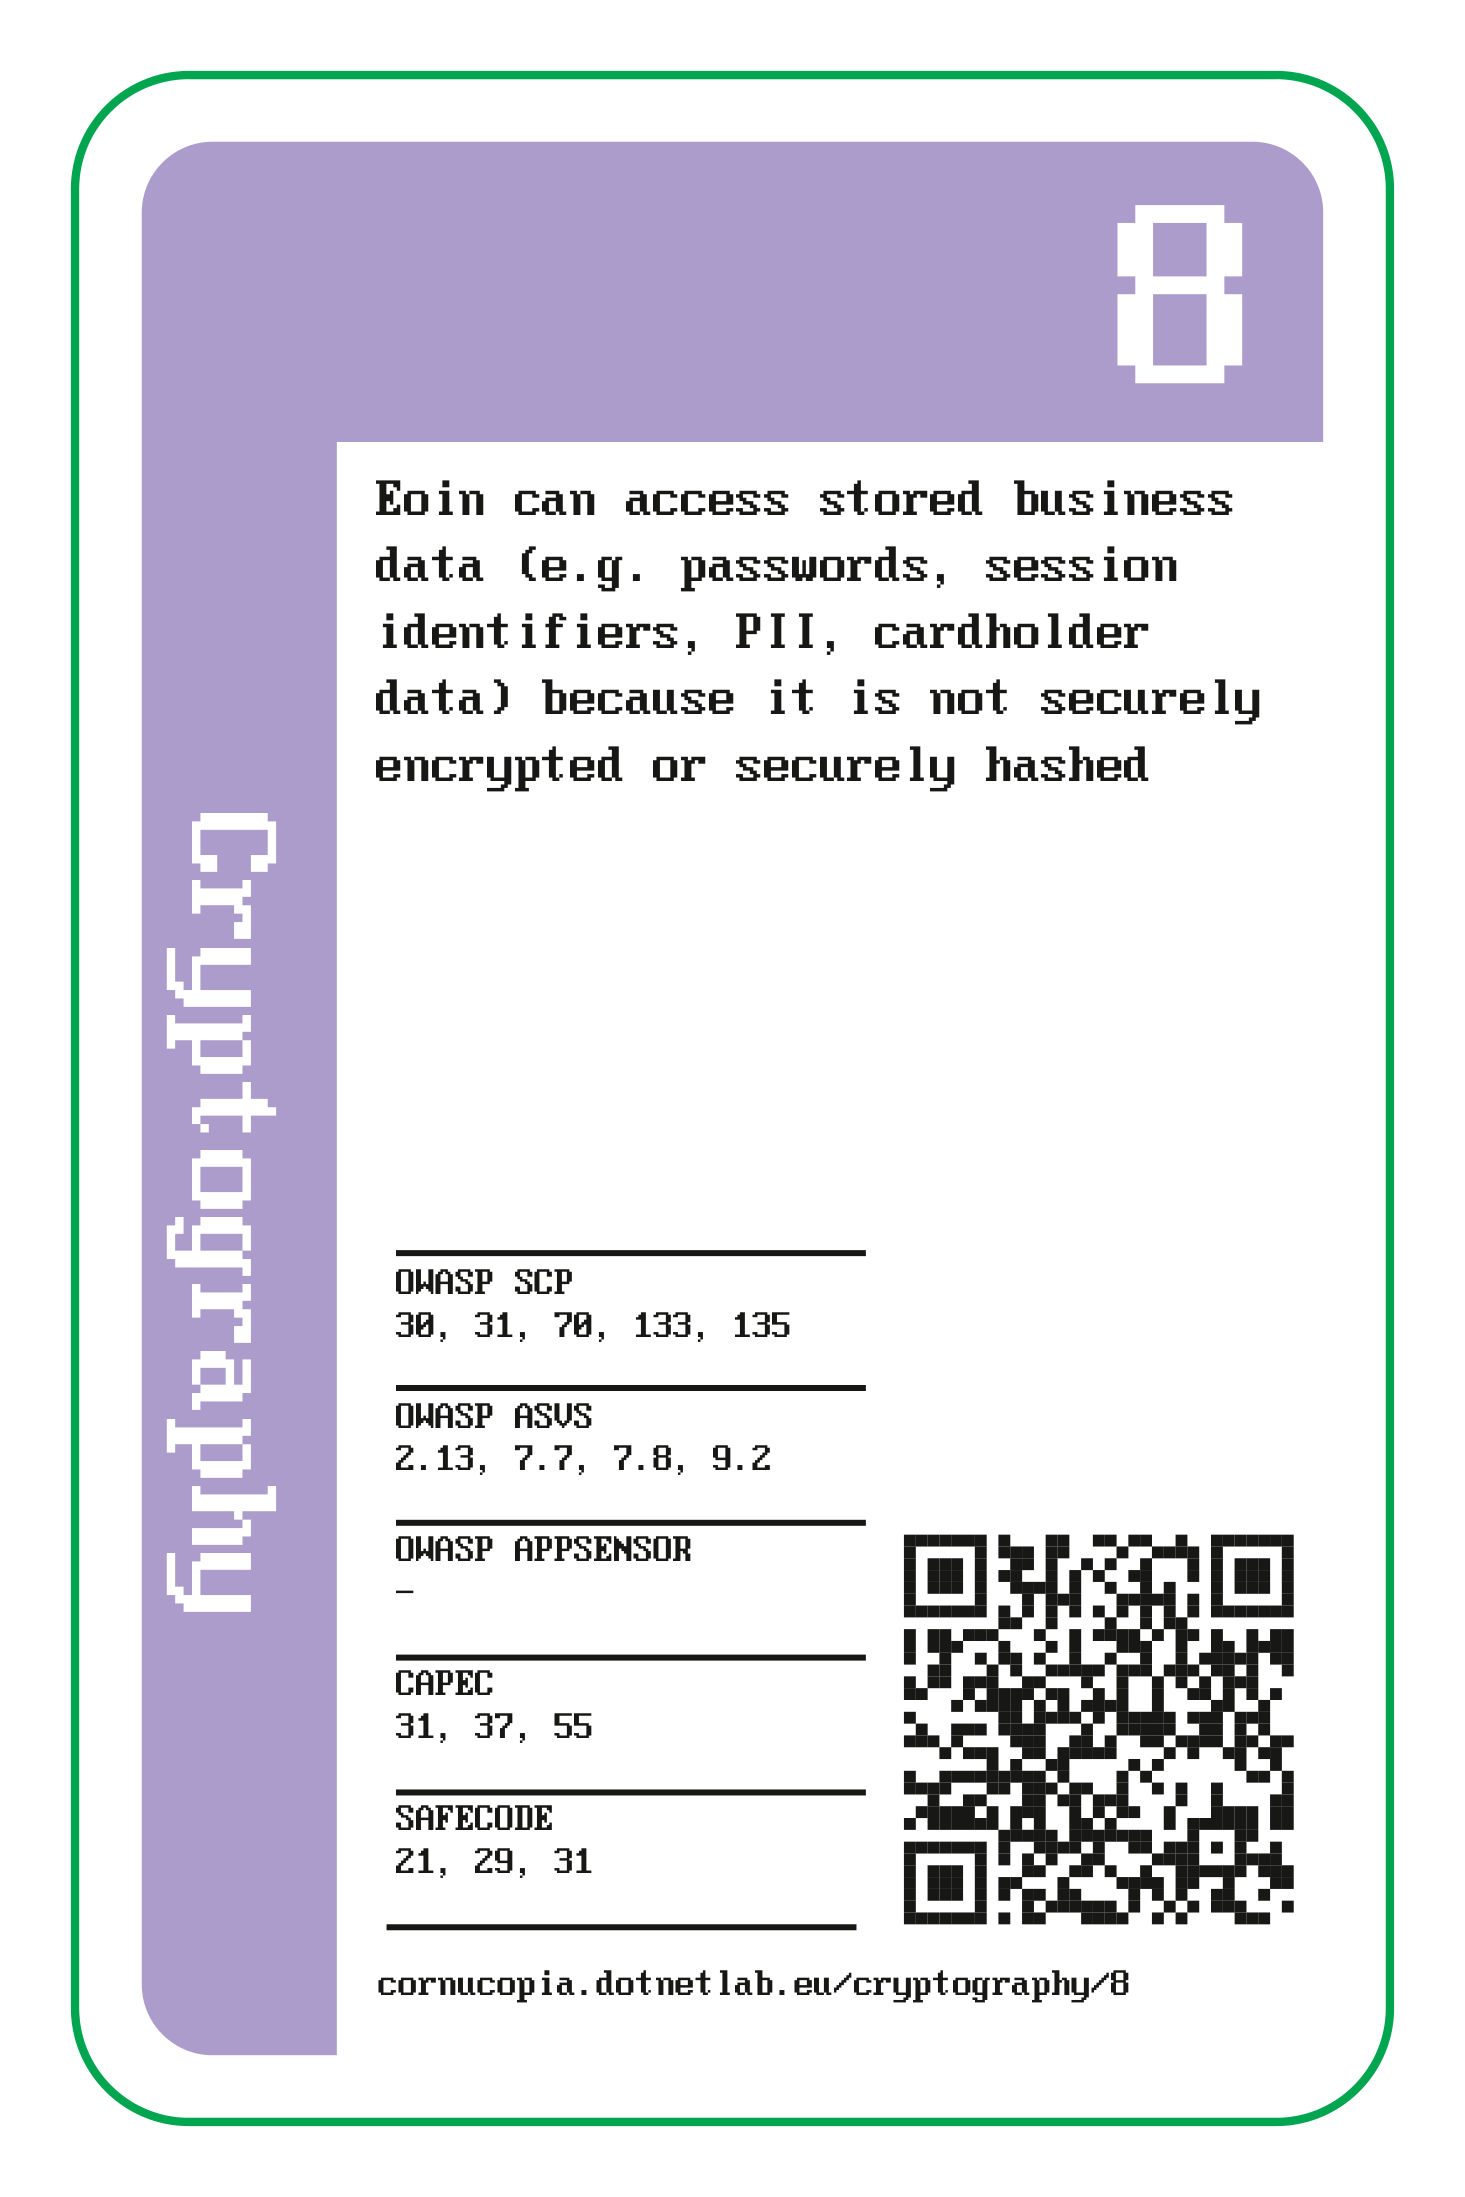 8
Eoin can access stored business
data (e.g. passwords, session
identifiers, PII, cardholder
data) because it is not securely
encrypted or securely hashed
Cryptography
OWASP SCP
30, 31, 70, 133, 135
OWASP ASVS
2.13, 7.7, 7.8, 9.2
OWASP APPSENSOR
–
CAPEC
31, 37, 55
SAFECODE
21, 29, 31
cornucopia.dotnetlab.eu/cryptography/8